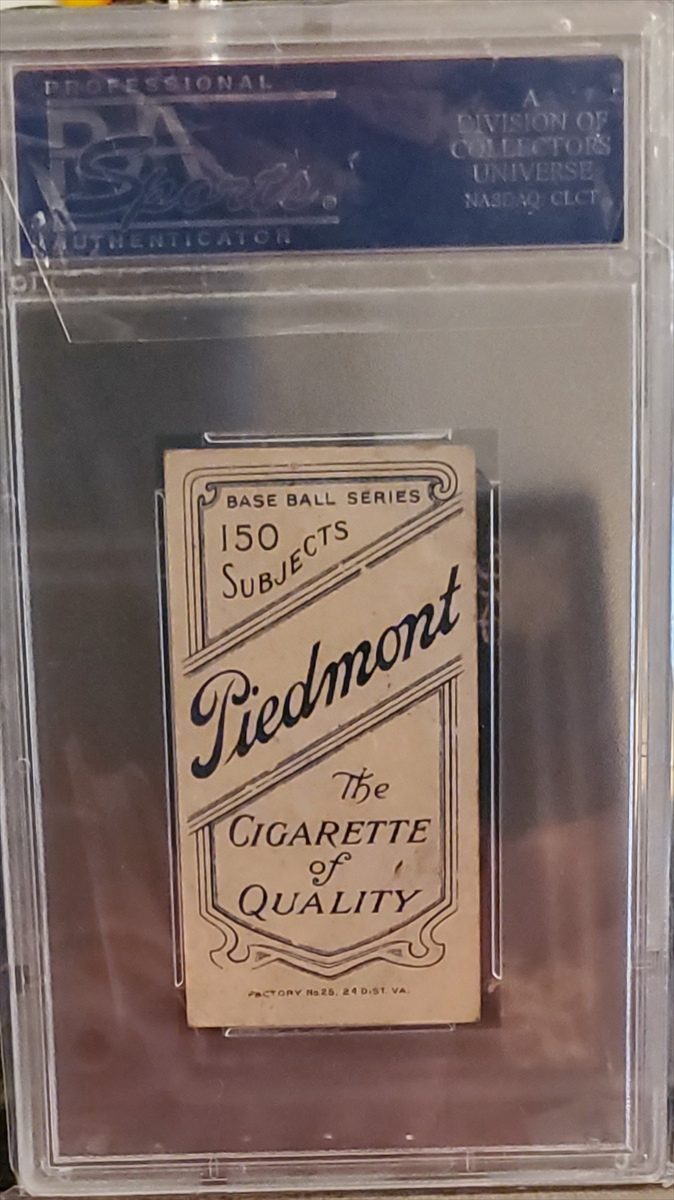 PROFESSIONAL
PSA
Sports®
AUTHENTICATOR
A
DIVISION OF
COLLECTORS
UNIVERSE
NASDAQ: CLCT
BASE BALL SERIES
150
SUBJECTS
Piedmont
The
CIGARETTE
of
QUALITY
FACTORY No. 25, 24 DIST. VA.